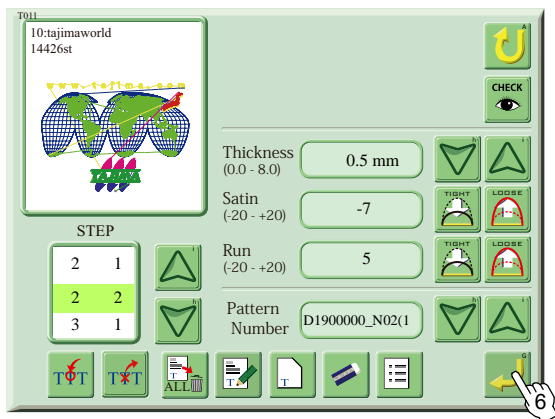 T011
10:tajimaworld
14426st
www.tajima.com
TAJIMA
A
CHECK
Thickness
(0.0 - 8.0)
0.5 mm
h
i
Satin
(-20 - +20)
-7
TIGHT
LOOSE
Run
(-20 - +20)
5
TIGHT
LOOSE
STEP
2 1
2 2
3 1
i
h
Pattern
Number
D1900000_N02(1
h
i
T T
T T
T
ALL
T
T
G
6